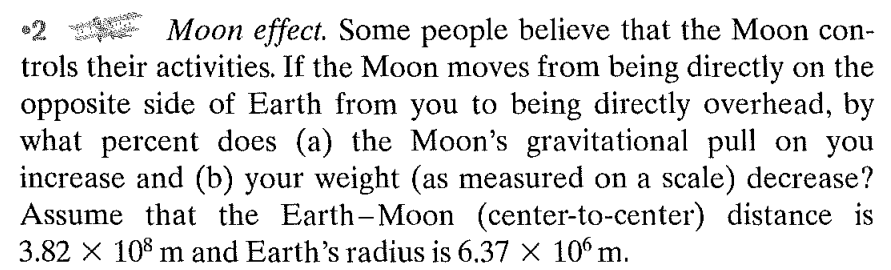 •2 Moon effect. Some people believe that the Moon con-
trols their activities. If the Moon moves from being directly on the
opposite side of Earth from you to being directly overhead, by
what percent does (a) the Moon's gravitational pull on you
increase and (b) your weight (as measured on a scale) decrease?
Assume that the Earth–Moon (center-to-center) distance is
3.82 × 10⁸ m and Earth's radius is 6.37 × 10⁶ m.